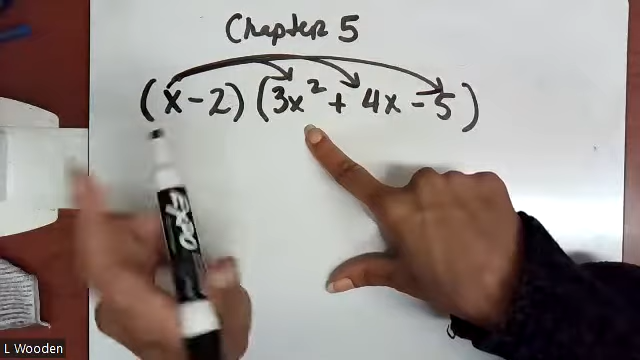 Chapter 5
(x-2) (3x² + 4x - 5)
EXPO
L Wooden